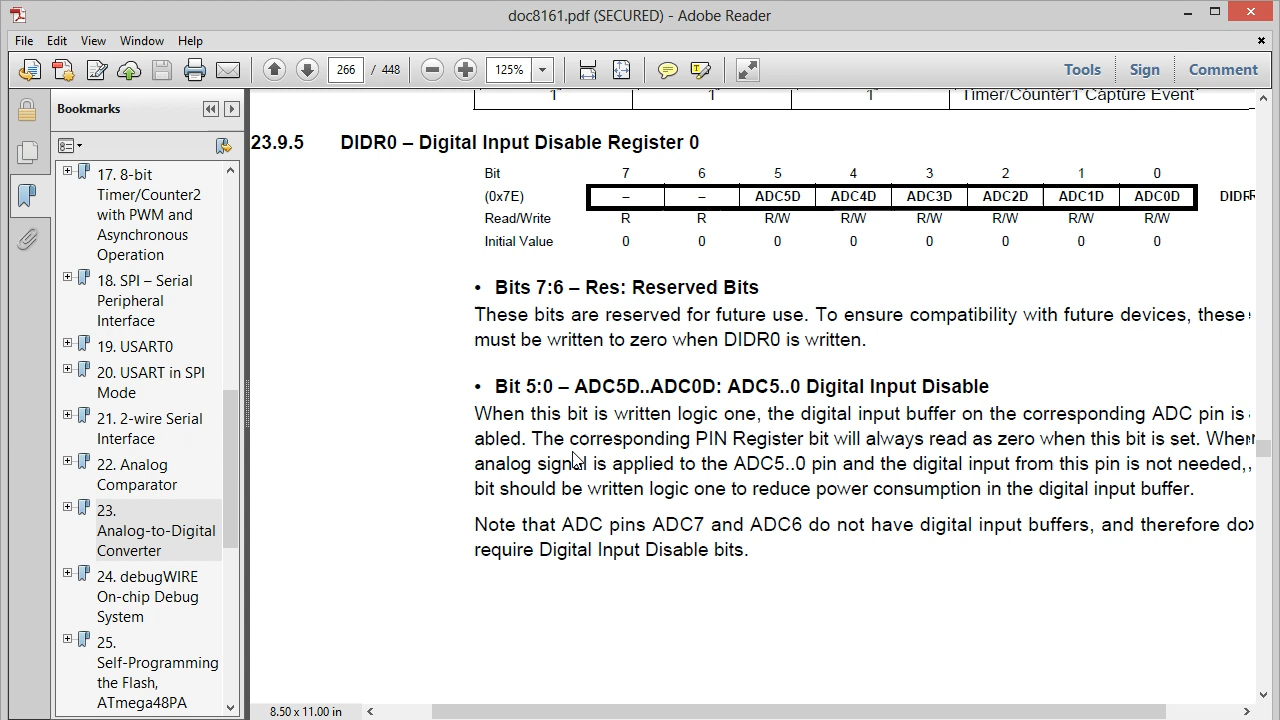 doc8161.pdf (SECURED) - Adobe Reader
File Edit View Window Help
266 / 448 125% Tools Sign Comment
Bookmarks
17. 8-bit
Timer/Counter2
with PWM and
Asynchronous
Operation
18. SPI – Serial
Peripheral
Interface
19. USART0
20. USART in SPI
Mode
21. 2-wire Serial
Interface
22. Analog
Comparator
23.
Analog-to-Digital
Converter
24. debugWIRE
On-chip Debug
System
25.
Self-Programming
the Flash,
ATmega48PA
1 1 1 Timer/Counter1 Capture Event
23.9.5 DIDR0 – Digital Input Disable Register 0
Bit 7 6 5 4 3 2 1 0
(0x7E) – – ADC5D ADC4D ADC3D ADC2D ADC1D ADC0D DIDR
Read/Write R R R/W R/W R/W R/W R/W R/W
Initial Value 0 0 0 0 0 0 0 0
• Bits 7:6 – Res: Reserved Bits
These bits are reserved for future use. To ensure compatibility with future devices, these
must be written to zero when DIDR0 is written.
• Bit 5:0 – ADC5D..ADC0D: ADC5..0 Digital Input Disable
When this bit is written logic one, the digital input buffer on the corresponding ADC pin is
abled. The corresponding PIN Register bit will always read as zero when this bit is set. When
analog signal is applied to the ADC5..0 pin and the digital input from this pin is not needed,
bit should be written logic one to reduce power consumption in the digital input buffer.
Note that ADC pins ADC7 and ADC6 do not have digital input buffers, and therefore do
require Digital Input Disable bits.
8.50 x 11.00 in